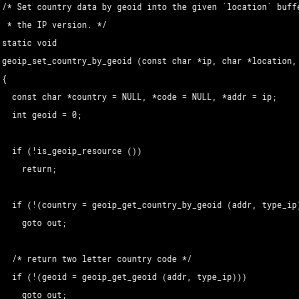 /* Set country data by geoid into the given `location` buffe
 * the IP version. */
static void
geoip_set_country_by_geoid (const char *ip, char *location,
{
  const char *country = NULL, *code = NULL, *addr = ip;
  int geoid = 0;

  if (!is_geoip_resource ())
    return;

  if (!(country = geoip_get_country_by_geoid (addr, type_ip)
    goto out;

  /* return two letter country code */
  if (!(geoid = geoip_get_geoid (addr, type_ip)))
    goto out;